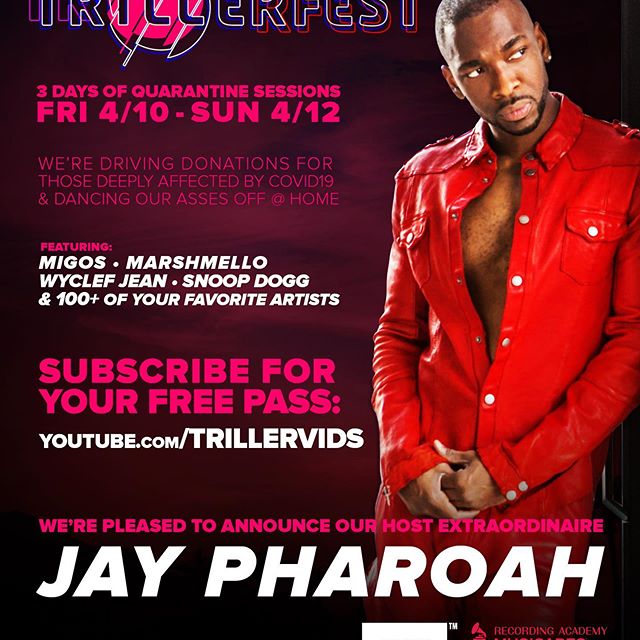 TRILLERFEST
3 DAYS OF QUARANTINE SESSIONS
FRI 4/10 - SUN 4/12
WE'RE DRIVING DONATIONS FOR
THOSE DEEPLY AFFECTED BY COVID19
& DANCING OUR ASSES OFF @ HOME
FEATURING:
MIGOS • MARSHMELLO
WYCLEF JEAN • SNOOP DOGG
& 100+ OF YOUR FAVORITE ARTISTS
SUBSCRIBE FOR
YOUR FREE PASS:
YOUTUBE.COM/TRILLERVIDS
WE'RE PLEASED TO ANNOUNCE OUR HOST EXTRAORDINAIRE
JAY PHAROAH
TM
RECORDING ACADEMY
MUSICARES